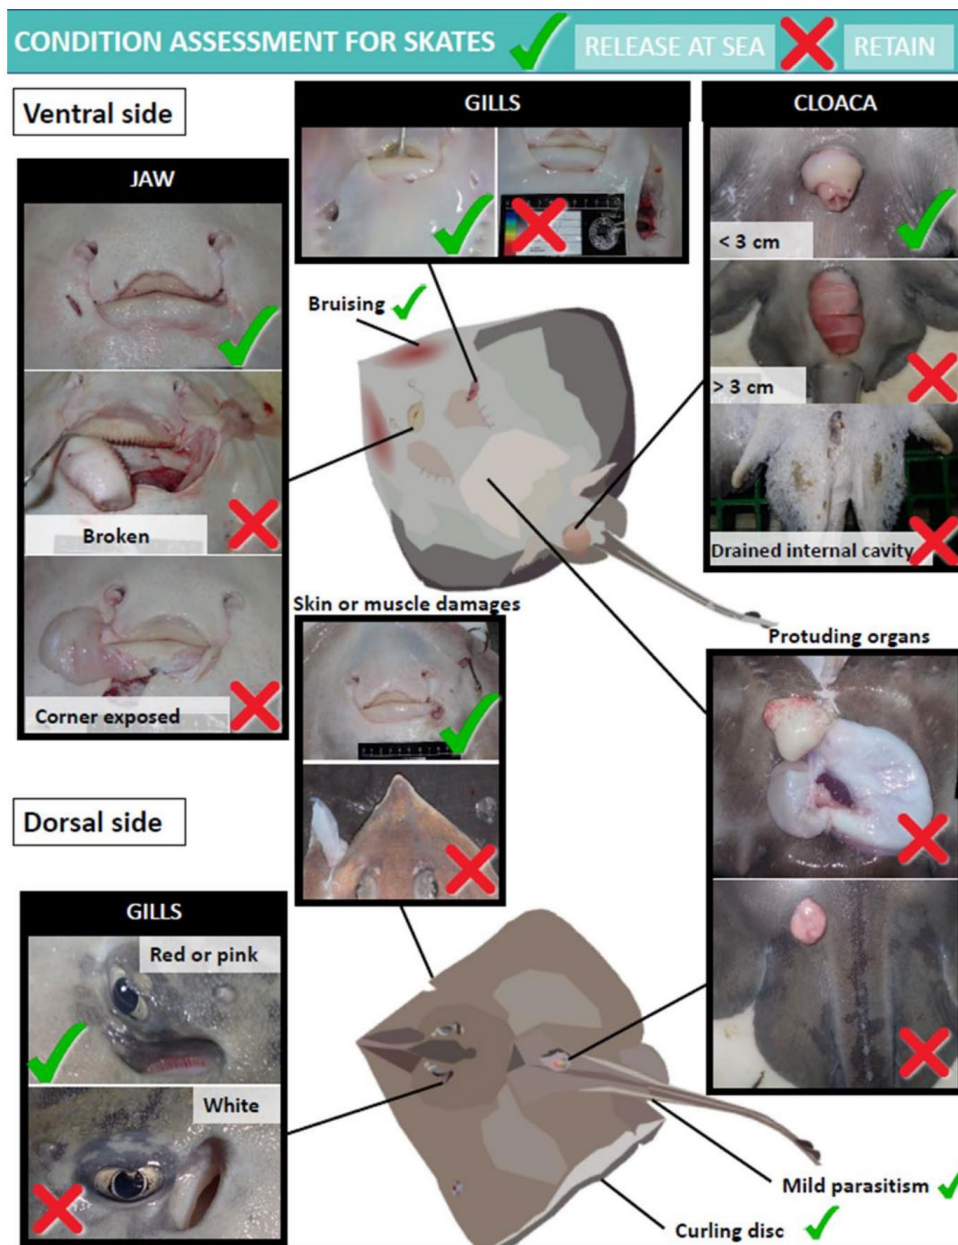 CONDITION ASSESSMENT FOR SKATES
RELEASE AT SEA
RETAIN
Ventral side
JAW
Broken
Corner exposed
GILLS
Bruising
CLOACA
< 3 cm
> 3 cm
Drained internal cavity
Skin or muscle damages
Protuding organs
Dorsal side
GILLS
Red or pink
White
Mild parasitism
Curling disc